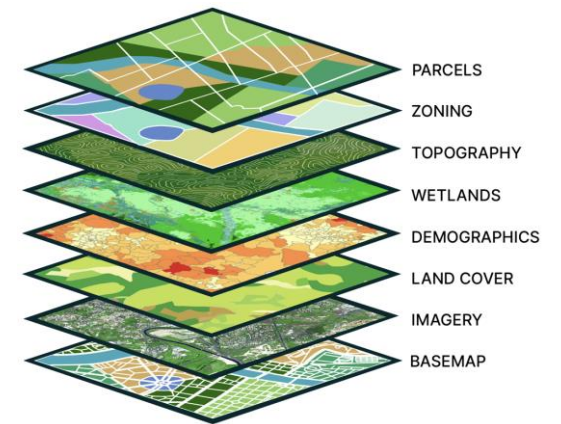 PARCELS
ZONING
TOPOGRAPHY
WETLANDS
DEMOGRAPHICS
LAND COVER
IMAGERY
BASEMAP